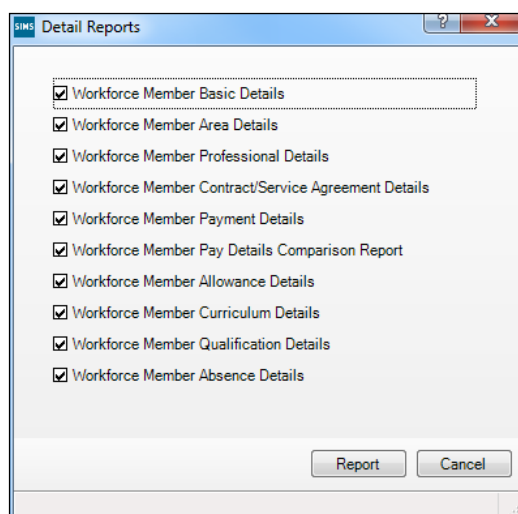 SIMS Detail Reports
Workforce Member Basic Details
Workforce Member Area Details
Workforce Member Professional Details
Workforce Member Contract/Service Agreement Details
Workforce Member Payment Details
Workforce Member Pay Details Comparison Report
Workforce Member Allowance Details
Workforce Member Curriculum Details
Workforce Member Qualification Details
Workforce Member Absence Details
Report Cancel